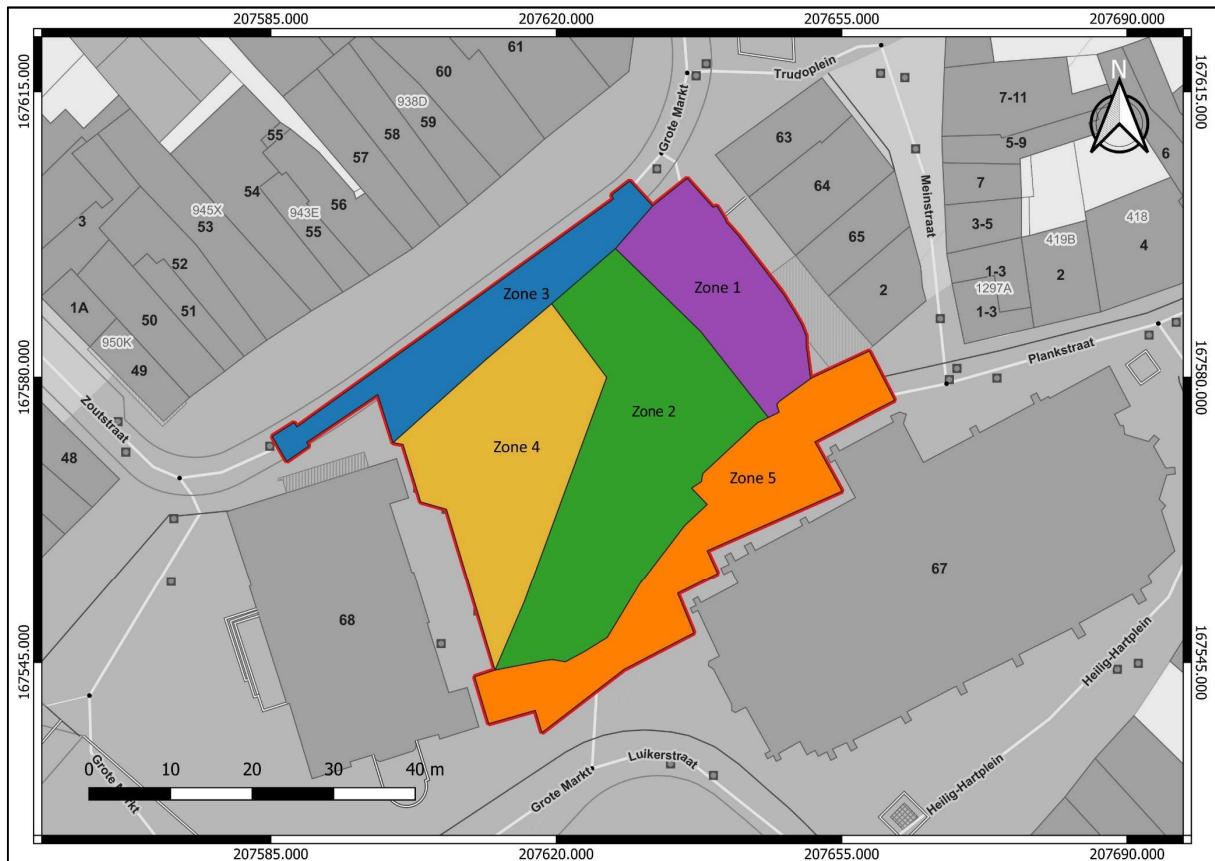 207585.000 207620.000 207655.000 207690.000
167615.000
167615.000
61
60
938D
59
58
57
55
56
54
943E
55
945X
53
3
52
51
50
1A
950K
49
Zoutstraat
48
Grote Markt
Trudoplein
N
63
64
65
2
Meinstraat
7-11
5-9
6
7
3-5
418
4
419B
2
1-3
1297A
1-3
Zone 3
Zone 1
167580.000
167580.000
Plankstraat
Zone 2
Zone 4
Zone 5
67
68
Heilig-Hartplein
167545.000
167545.000
Luikerstraat
Grote Markt
Heilig-Hartplein
Grote Markt
0 10 20 30 40 m
207585.000 207620.000 207655.000 207690.000